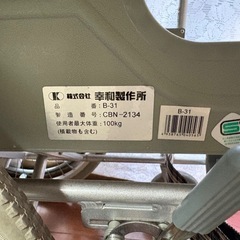 K 株式会社 幸和製作所
品 番：B-31
製 造 番 号：CBN-2134
使用者最大体重：100kg
(積載物も含む)
B-31